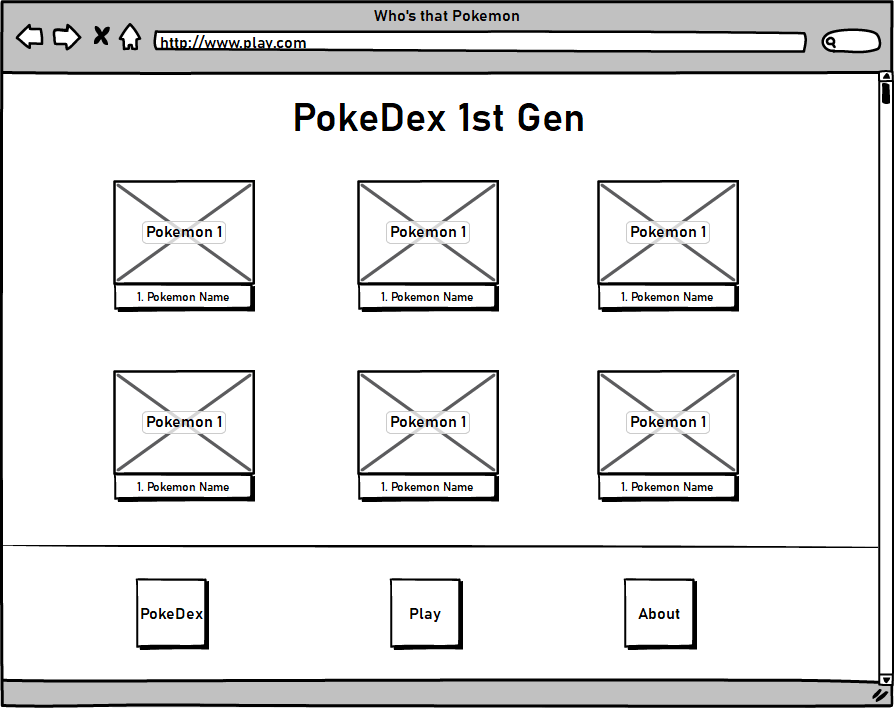 Who's that Pokemon
http://www.play.com
PokeDex 1st Gen
Pokemon 1 Pokemon 1 Pokemon 1
1. Pokemon Name 1. Pokemon Name 1. Pokemon Name
Pokemon 1 Pokemon 1 Pokemon 1
1. Pokemon Name 1. Pokemon Name 1. Pokemon Name
PokeDex Play About